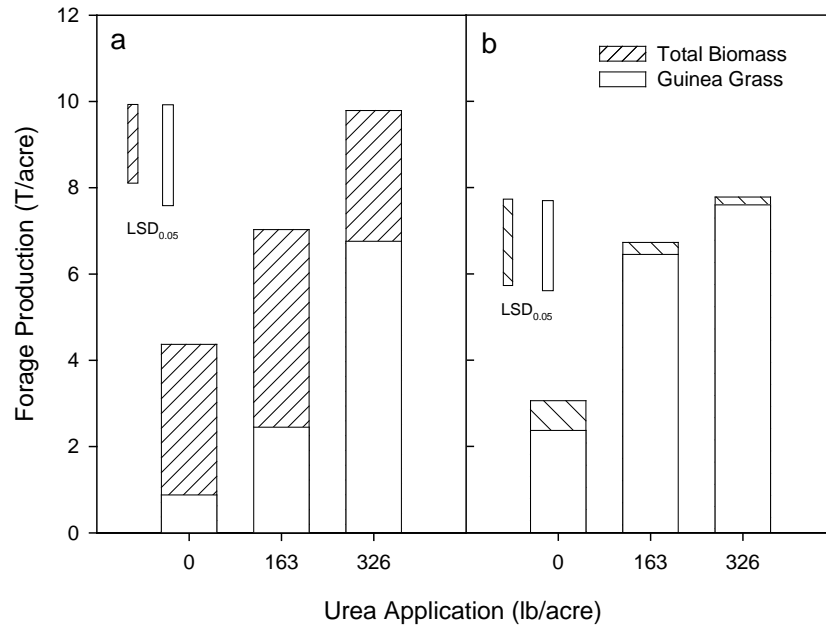 Forage Production (T/acre)
12
10
8
6
4
2
0
a
LSD0.05
0
163
326
b
Total Biomass
Guinea Grass
LSD0.05
0
163
326
Urea Application (lb/acre)